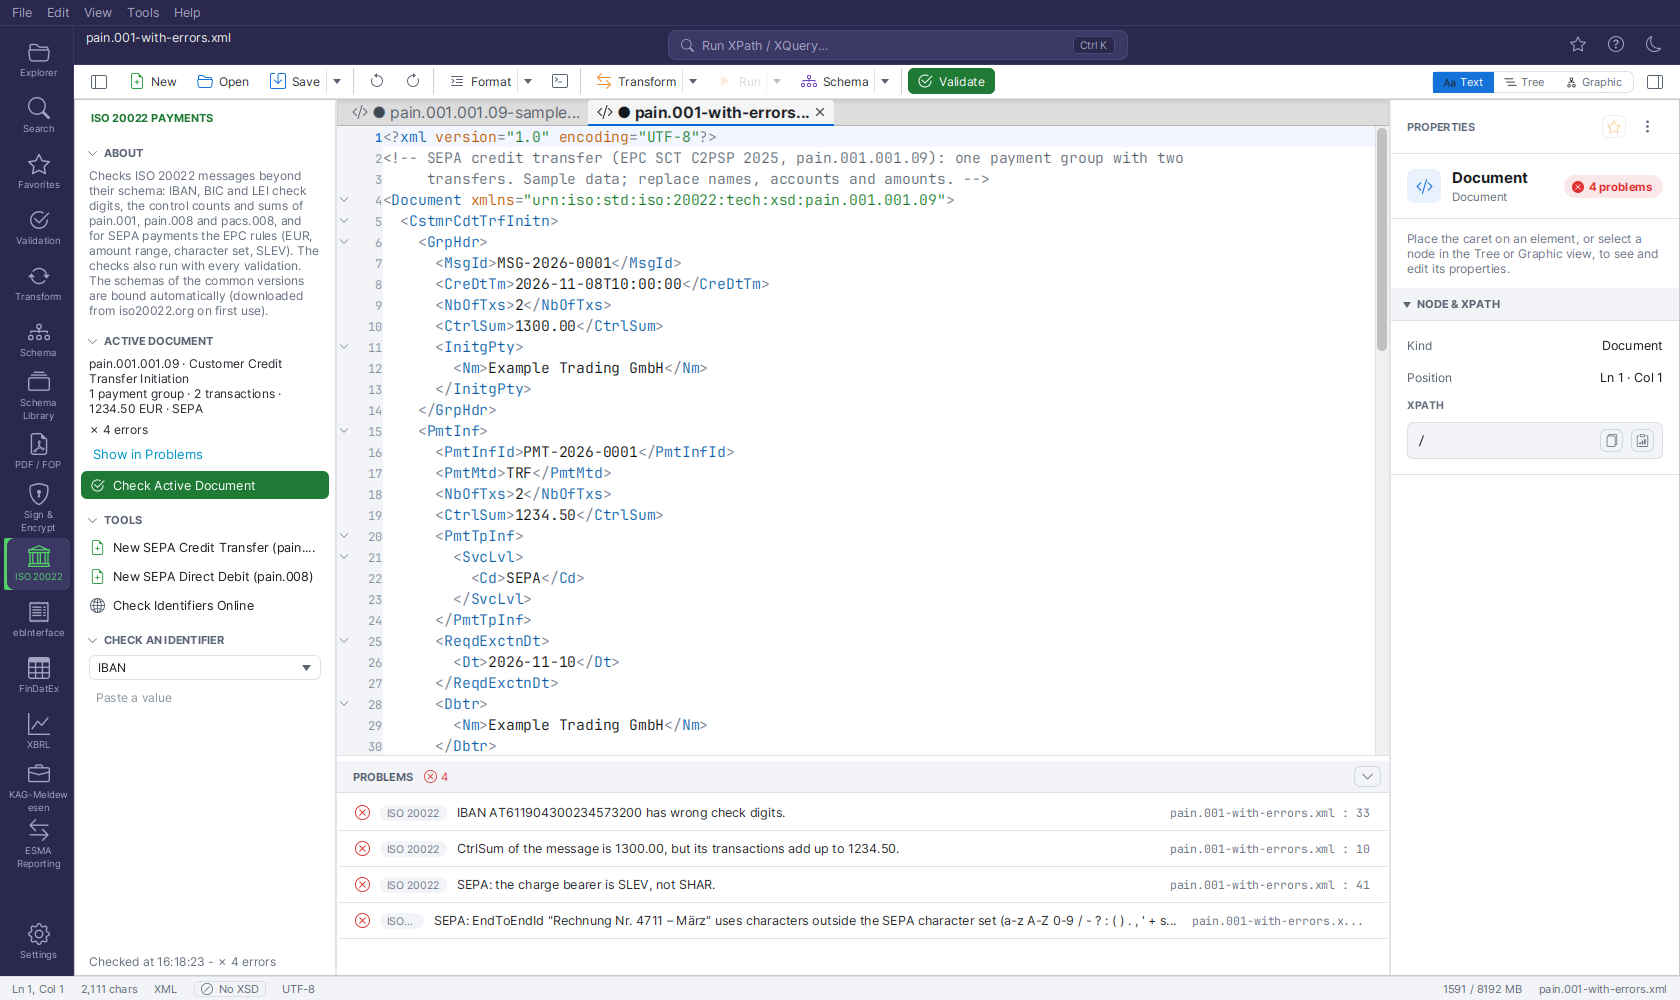 File Edit View Tools Help
pain.001-with-errors.xml
Run XPath / XQuery... Ctrl K
New Open Save Format Transform Run Schema Validate Aa Text Tree Graphic
Explorer
Search
Favorites
Validation
Transform
Schema
Schema
Library
PDF / FOP
Sign &
Encrypt
ISO 20022
ebInterface
FinDatEx
XBRL
KAG-Meldew
esen
ESMA
Reporting
Settings
ISO 20022 PAYMENTS
ABOUT
Checks ISO 20022 messages beyond
their schema: IBAN, BIC and LEI check
digits, the control counts and sums of
pain.001, pain.008 and pacs.008, and
for SEPA payments the EPC rules (EUR,
amount range, character set, SLEV). The
checks also run with every validation.
The schemas of the common versions
are bound automatically (downloaded
from iso20022.org on first use).
ACTIVE DOCUMENT
pain.001.001.09 · Customer Credit
Transfer Initiation
1 payment group · 2 transactions ·
1234.50 EUR · SEPA
× 4 errors
Show in Problems
Check Active Document
TOOLS
New SEPA Credit Transfer (pain....
New SEPA Direct Debit (pain.008)
Check Identifiers Online
CHECK AN IDENTIFIER
IBAN
Paste a value
Checked at 16:18:23 - × 4 errors
</> ● pain.001.001.09-sample... </> ● pain.001-with-errors... ×
1 <?xml version="1.0" encoding="UTF-8"?>
2 <!-- SEPA credit transfer (EPC SCT C2PSP 2025, pain.001.001.09): one payment group with two
3 transfers. Sample data; replace names, accounts and amounts. -->
4 <Document xmlns="urn:iso:std:iso:20022:tech:xsd:pain.001.001.09">
5 <CstmrCdtTrfInitn>
6 <GrpHdr>
7 <MsgId>MSG-2026-0001</MsgId>
8 <CreDtTm>2026-11-08T10:00:00</CreDtTm>
9 <NbOfTxs>2</NbOfTxs>
10 <CtrlSum>1300.00</CtrlSum>
11 <InitgPty>
12 <Nm>Example Trading GmbH</Nm>
13 </InitgPty>
14 </GrpHdr>
15 <PmtInf>
16 <PmtInfId>PMT-2026-0001</PmtInfId>
17 <PmtMtd>TRF</PmtMtd>
18 <NbOfTxs>2</NbOfTxs>
19 <CtrlSum>1234.50</CtrlSum>
20 <PmtTpInf>
21 <SvcLvl>
22 <Cd>SEPA</Cd>
23 </SvcLvl>
24 </PmtTpInf>
25 <ReqdExctnDt>
26 <Dt>2026-11-10</Dt>
27 </ReqdExctnDt>
28 <Dbtr>
29 <Nm>Example Trading GmbH</Nm>
30 </Dbtr>
PROBLEMS 4
ISO 20022 IBAN AT611904300234573200 has wrong check digits. pain.001-with-errors.xml : 33
ISO 20022 CtrlSum of the message is 1300.00, but its transactions add up to 1234.50. pain.001-with-errors.xml : 10
ISO 20022 SEPA: the charge bearer is SLEV, not SHAR. pain.001-with-errors.xml : 41
ISO... SEPA: EndToEndId "Rechnung Nr. 4711 – März" uses characters outside the SEPA character set (a-z A-Z 0-9 / - ? : ( ) . , ' + s... pain.001-with-errors.x...
PROPERTIES
</> Document 4 problems
Document
Place the caret on an element, or select a
node in the Tree or Graphic view, to see and
edit its properties.
NODE & XPATH
Kind Document
Position Ln 1 · Col 1
XPATH
/
Ln 1, Col 1 2,111 chars XML No XSD UTF-8 1591 / 8192 MB pain.001-with-errors.xml